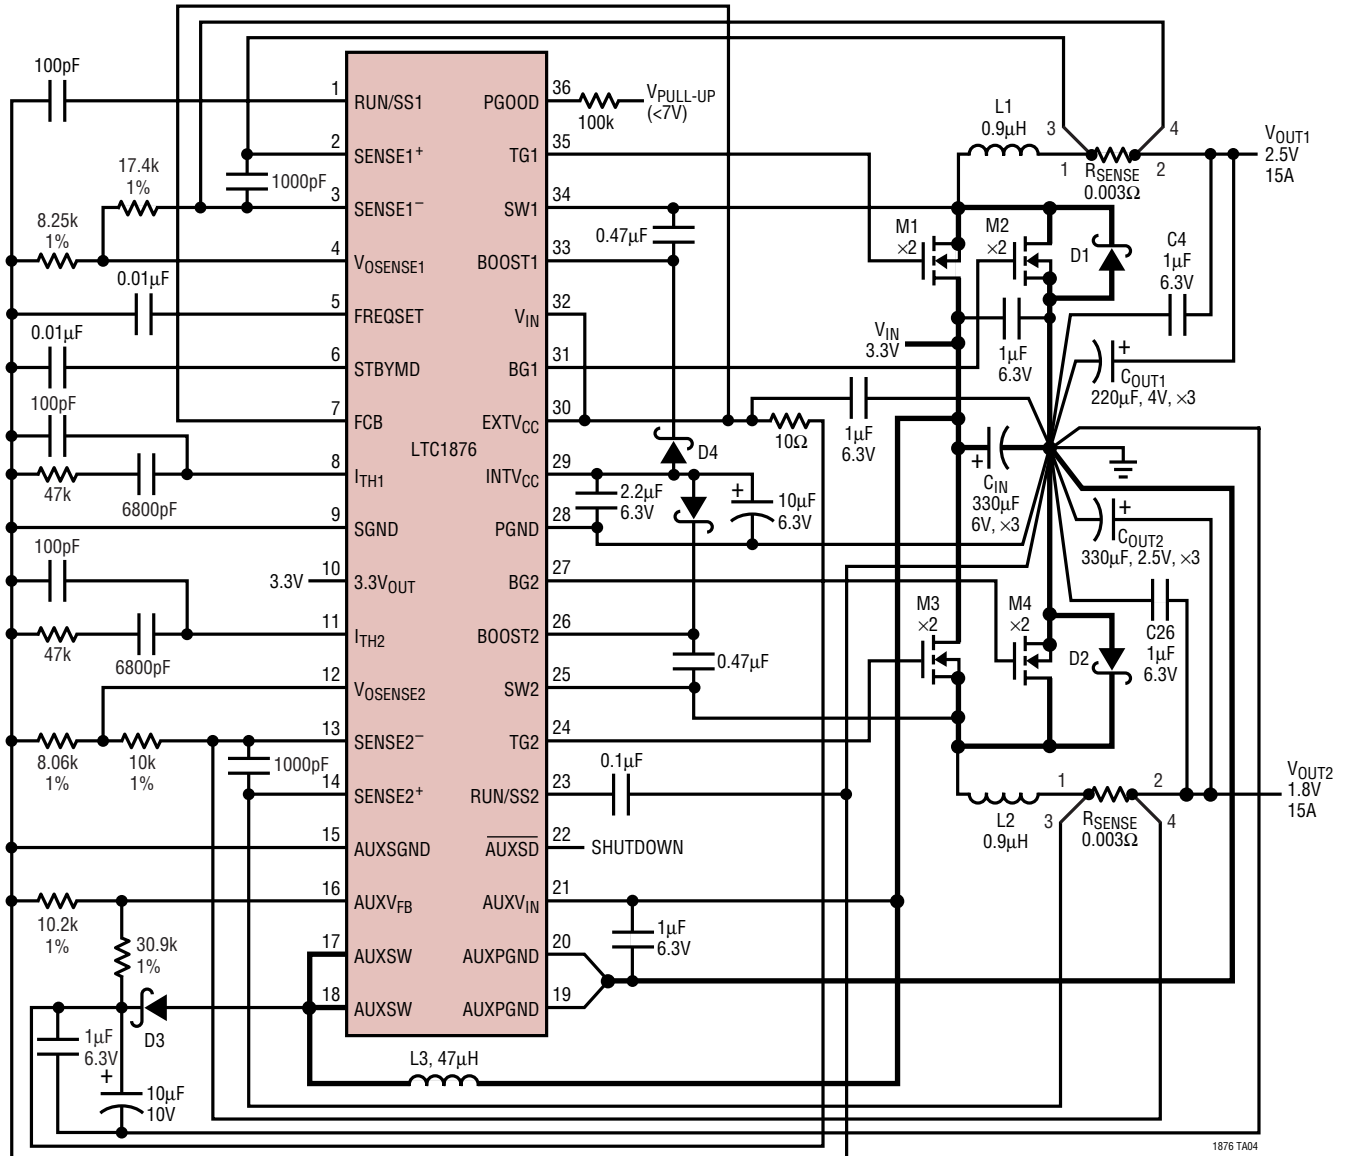 100pF
1
RUN/SS1
PGOOD
36
100k
VPULL-UP
(<7V)
17.4k
1%
2
SENSE1+
1000pF
TG1
35
L1
0.9µH
3
4
1
RSENSE
0.003Ω
2
VOUT1
2.5V
15A
8.25k
1%
3
SENSE1−
SW1
34
0.47µF
M1
×2
M2
×2
D1
C4
1µF
6.3V
4
VOSENSE1
BOOST1
33
0.01µF
5
FREQSET
VIN
32
VIN
3.3V
1µF
6.3V
+
COUT1
220µF, 4V, ×3
0.01µF
6
STBYMD
BG1
31
100pF
7
FCB
EXTVCC
30
10Ω
1µF
6.3V
LTC1876
D4
47k
6800pF
8
ITH1
INTVCC
29
2.2µF
6.3V
+
10µF
6.3V
+
CIN
330µF
6V, ×3
+
COUT2
330µF, 2.5V, ×3
9
SGND
PGND
28
100pF
3.3V
10
3.3VOUT
BG2
27
M3
×2
M4
×2
D2
C26
1µF
6.3V
47k
6800pF
11
ITH2
BOOST2
26
0.47µF
12
VOSENSE2
SW2
25
8.06k
1%
10k
1%
13
SENSE2−
1000pF
TG2
24
0.1µF
14
SENSE2+
RUN/SS2
23
L2
0.9µH
1
3
RSENSE
0.003Ω
2
4
VOUT2
1.8V
15A
15
AUXSGND
AUXSD
22
SHUTDOWN
10.2k
1%
16
AUXVFB
AUXVIN
21
1µF
6.3V
30.9k
1%
17
AUXSW
AUXPGND
20
18
AUXSW
AUXPGND
19
D3
1µF
6.3V
+
10µF
10V
L3, 47µH
1876 TA04